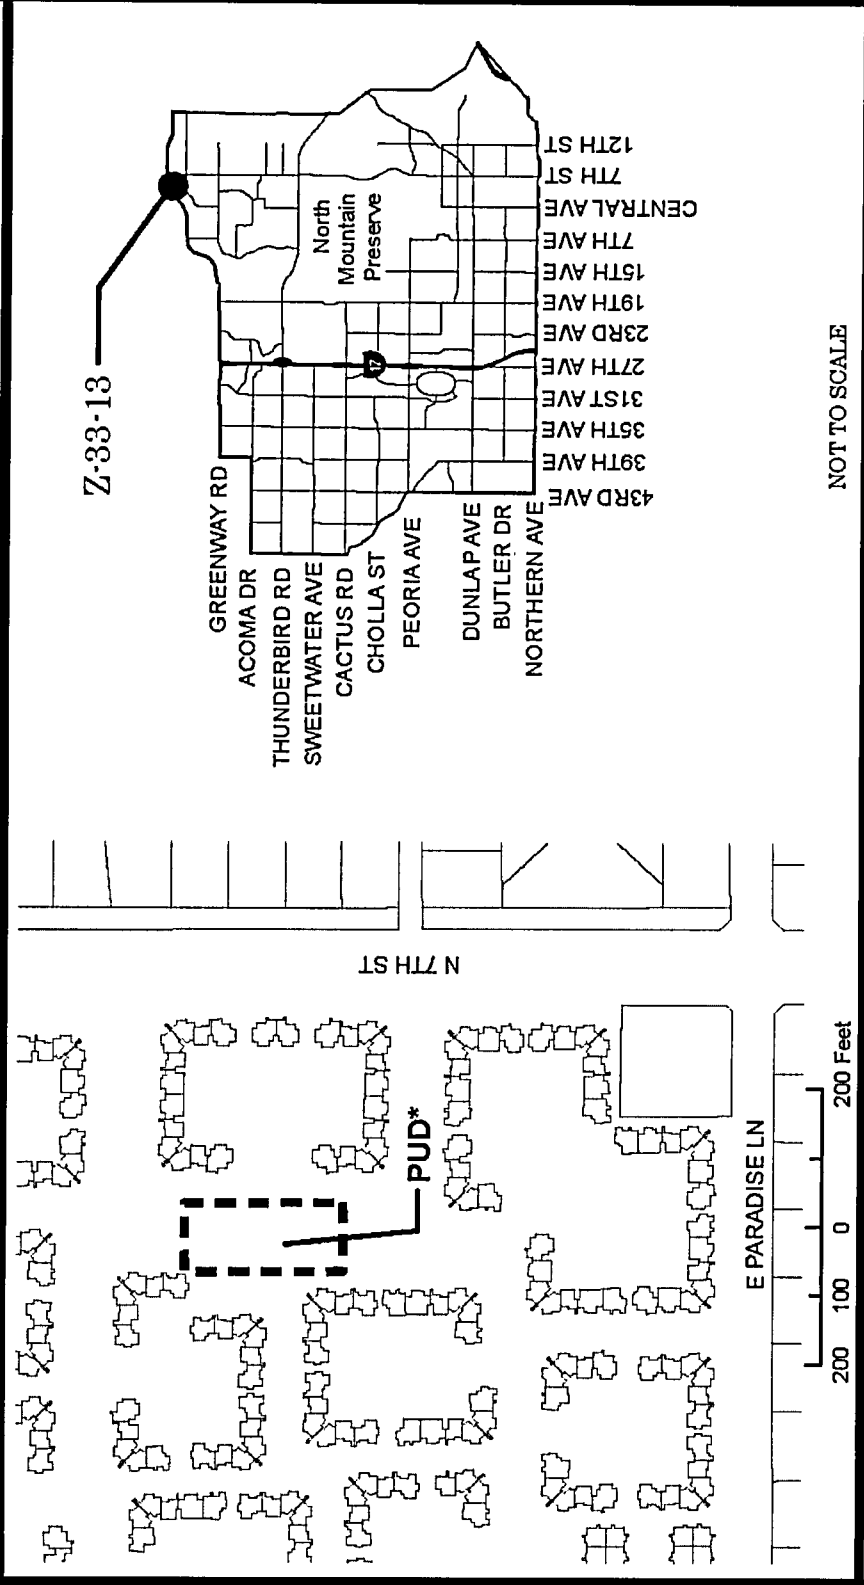 Z-33-13
GREENWAY RD
ACOMA DR
THUNDERBIRD RD
SWEETWATER AVE
CACTUS RD
CHOLLA ST
PEORIA AVE
DUNLAP AVE
BUTLER DR
NORTHERN AVE
North
Mountain
Preserve
17
43RD AVE
39TH AVE
35TH AVE
31ST AVE
27TH AVE
23RD AVE
19TH AVE
15TH AVE
7TH AVE
CENTRAL AVE
7TH ST
12TH ST
NOT TO SCALE
N 7TH ST
PUD*
E PARADISE LN
200 100 0 200 Feet